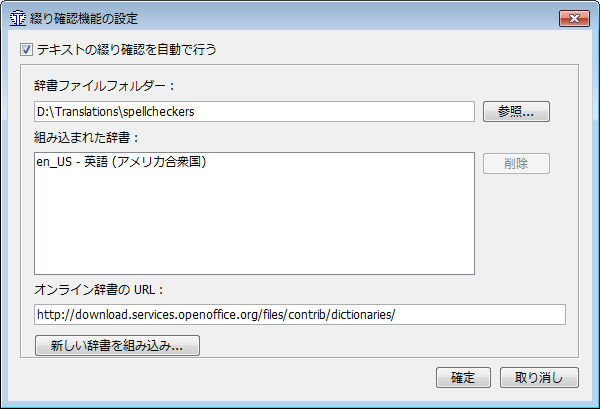 綴り確認機能の設定
テキストの綴り確認を自動で行う
辞書ファイルフォルダー：
D:\Translations\spellcheckers
参照...
組み込まれた辞書：
en_US - 英語 (アメリカ合衆国)
削除
オンライン辞書の URL：
http://download.services.openoffice.org/files/contrib/dictionaries/
新しい辞書を組み込み...
確定
取り消し